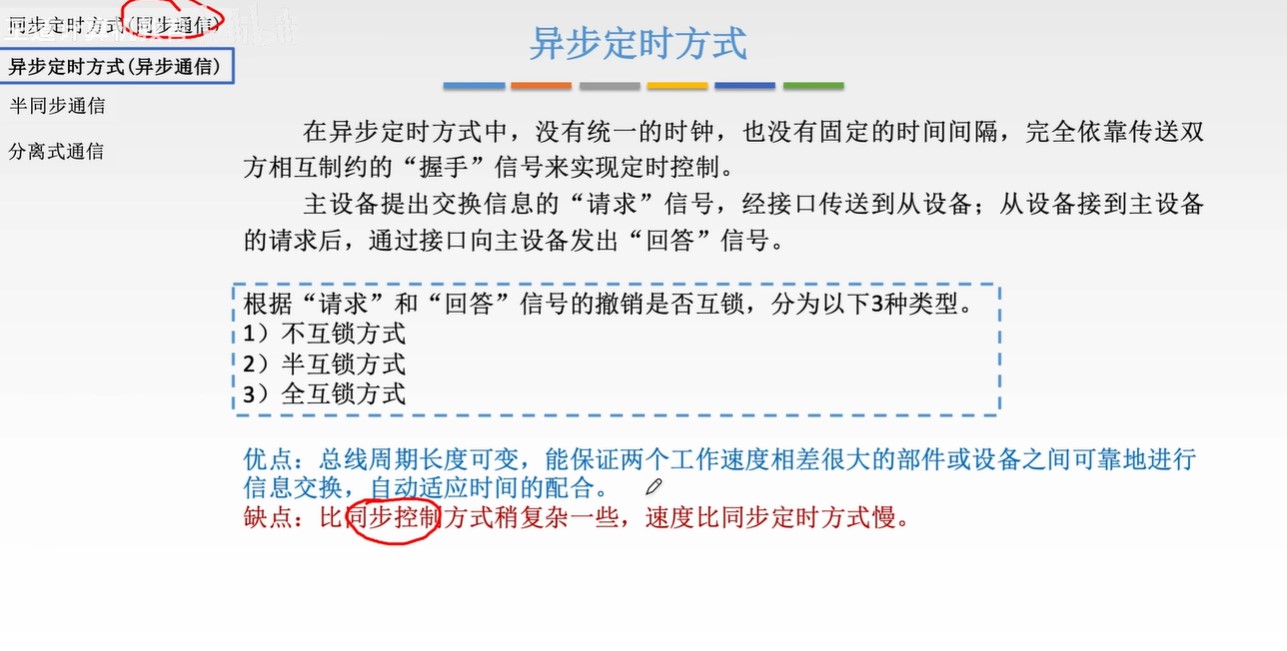 同步定时方式(同步通信)
异步定时方式(异步通信)
半同步通信
分离式通信
异步定时方式
在异步定时方式中，没有统一的时钟，也没有固定的时间间隔，完全依靠传送双
方相互制约的“握手”信号来实现定时控制。
主设备提出交换信息的“请求”信号，经接口传送到从设备；从设备接到主设备
的请求后，通过接口向主设备发出“回答”信号。
根据“请求”和“回答”信号的撤销是否互锁，分为以下3种类型。
1）不互锁方式
2）半互锁方式
3）全互锁方式
优点：总线周期长度可变，能保证两个工作速度相差很大的部件或设备之间可靠地进行
信息交换，自动适应时间的配合。
缺点：比同步控制方式稍复杂一些，速度比同步定时方式慢。